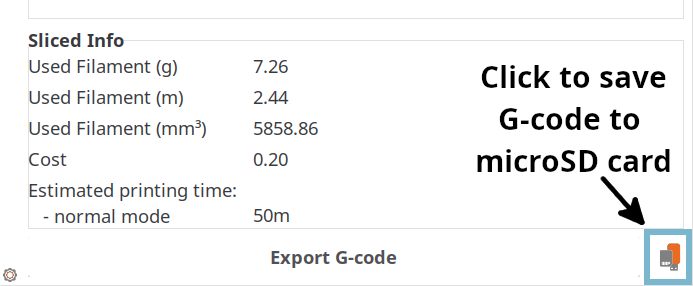 Sliced Info
Used Filament (g) 7.26
Used Filament (m) 2.44
Used Filament (mm³) 5858.86
Cost 0.20
Estimated printing time:
- normal mode 50m
Click to save
G-code to
microSD card
Export G-code